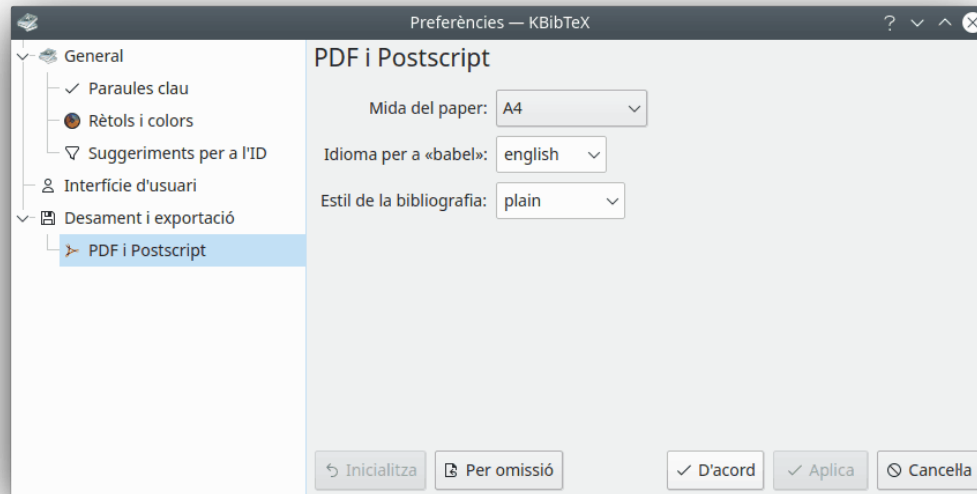 Preferències — KBibTeX
General
Paraules clau
Rètols i colors
Suggeriments per a l'ID
Interfície d'usuari
Desament i exportació
PDF i Postscript
PDF i Postscript
Mida del paper: A4
Idioma per a «babel»: english
Estil de la bibliografia: plain
Inicialitza Per omissió D'acord Aplica Cancel·la